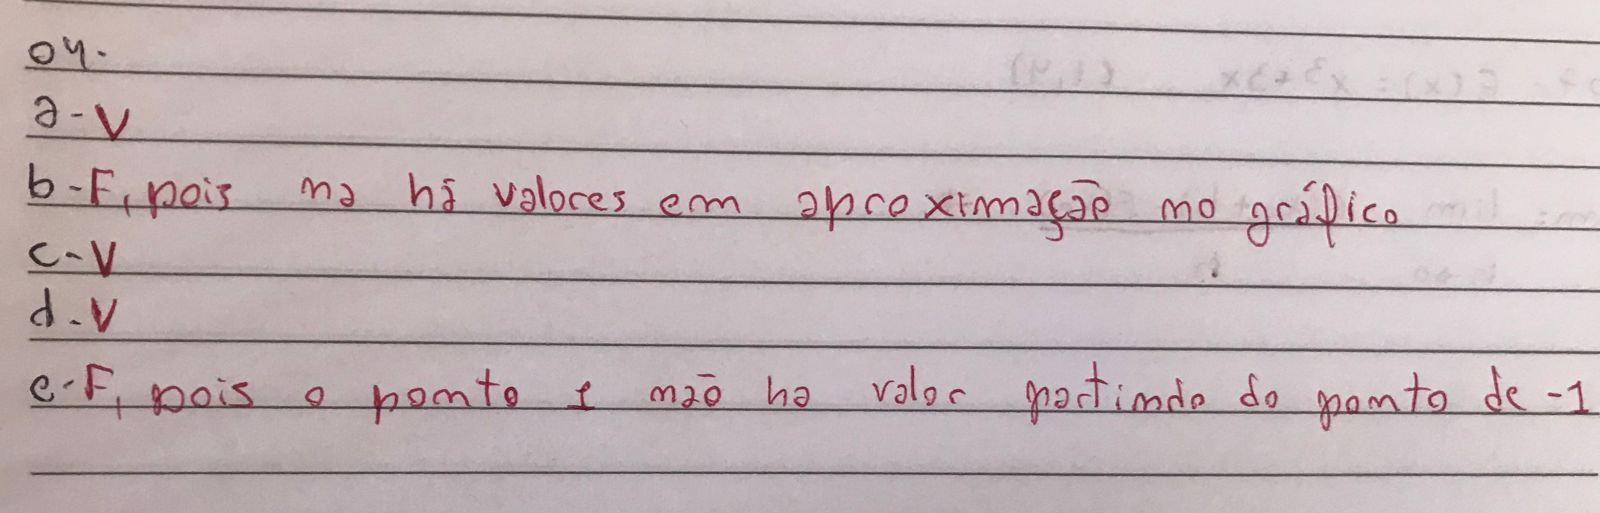 04.
a-V
b-F, pois na há valores em aproximação no gráfico
c-V
d-V
e-F, pois o ponto 1 não ha valor partindo do ponto de -1